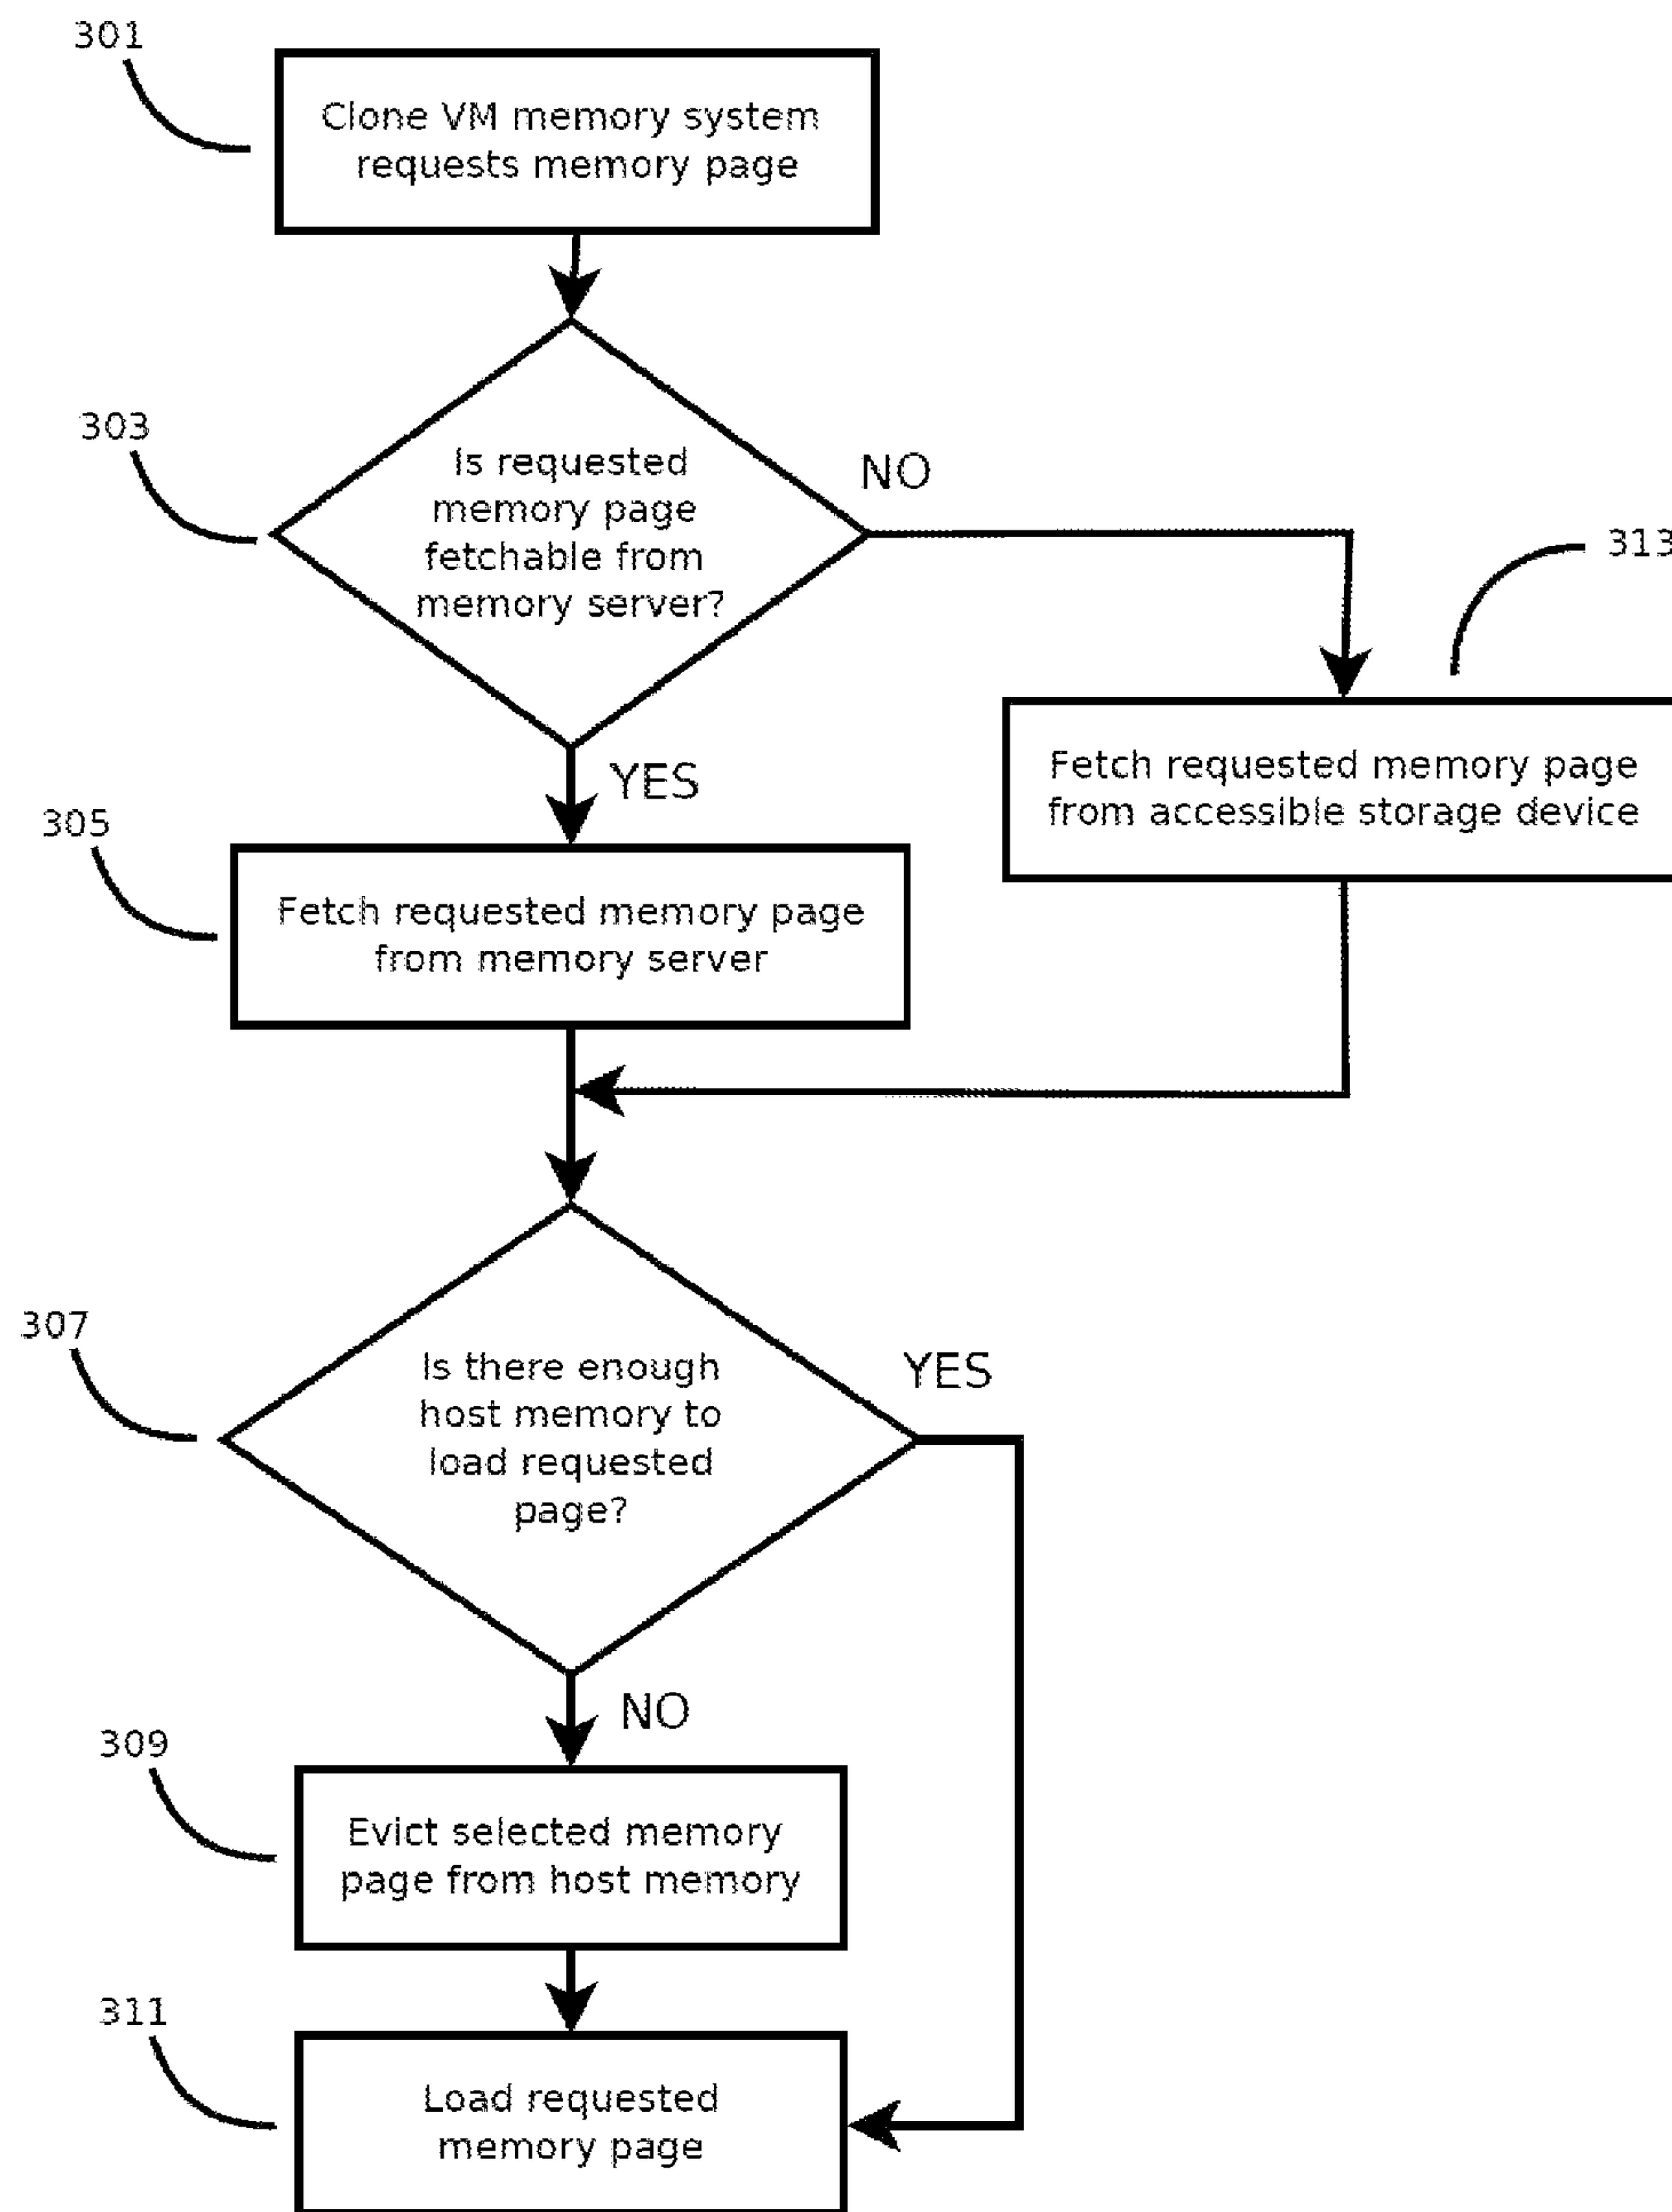 301
Clone VM memory system
requests memory page
303
Is requested
memory page
fetchable from
memory server?
NO
313
YES
Fetch requested memory page
from accessible storage device
305
Fetch requested memory page
from memory server
307
Is there enough
host memory to
load requested
page?
YES
NO
309
Evict selected memory
page from host memory
311
Load requested
memory page